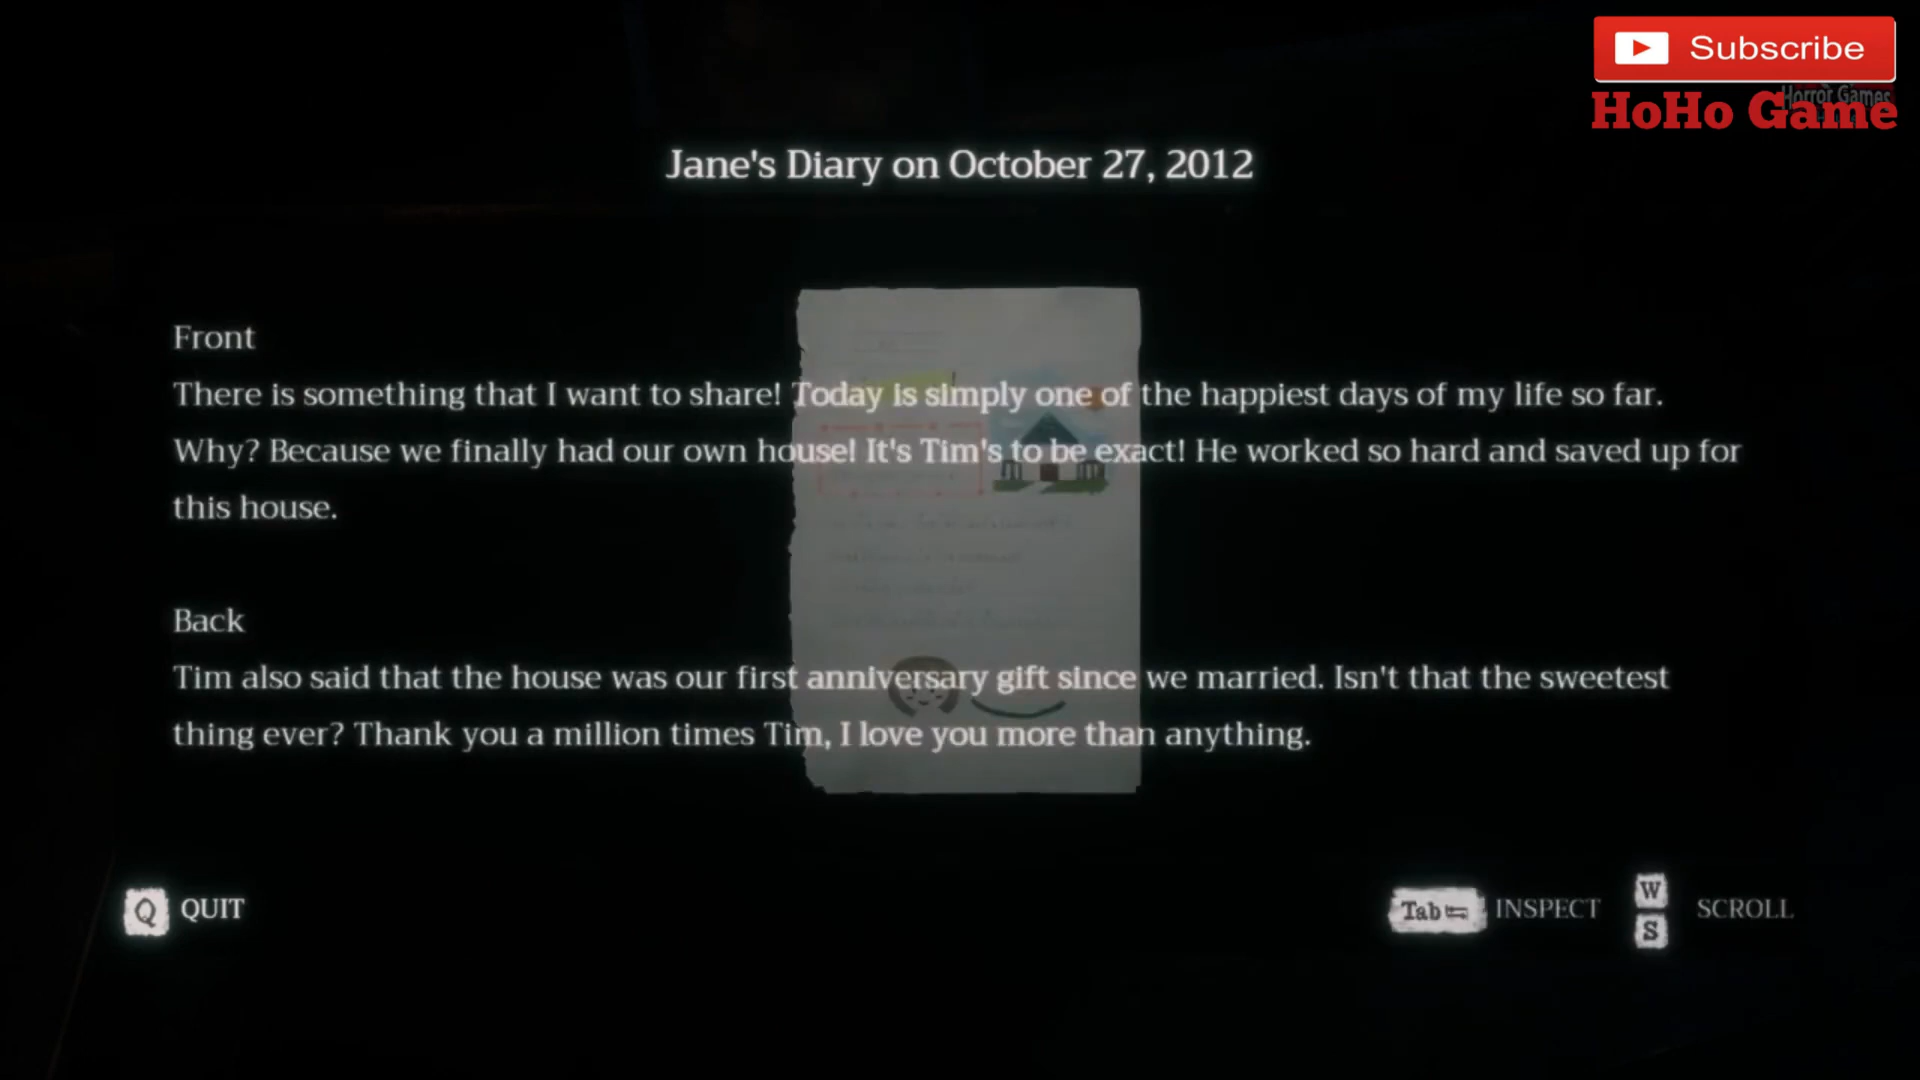 Subscribe
Horror Games
HoHo Game
Jane's Diary on October 27, 2012
Front
There is something that I want to share! Today is simply one of the happiest days of my life so far.
Why? Because we finally had our own house! It's Tim's to be exact! He worked so hard and saved up for
this house.
Back
Tim also said that the house was our first anniversary gift since we married. Isn't that the sweetest
thing ever? Thank you a million times Tim, I love you more than anything.
Q QUIT
Tab INSPECT
W
S
SCROLL